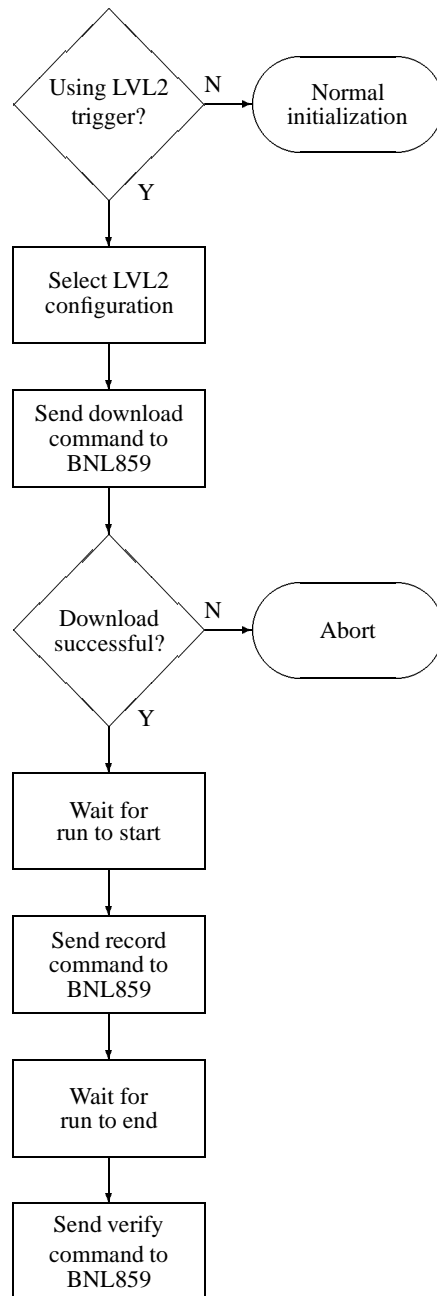 Using LVL2
trigger?
N
Normal
initialization
Y
Select LVL2
configuration
Send download
command to
BNL859
Download
successful?
N
Abort
Y
Wait for
run to start
Send record
command to
BNL859
Wait for
run to end
Send verify
command to
BNL859